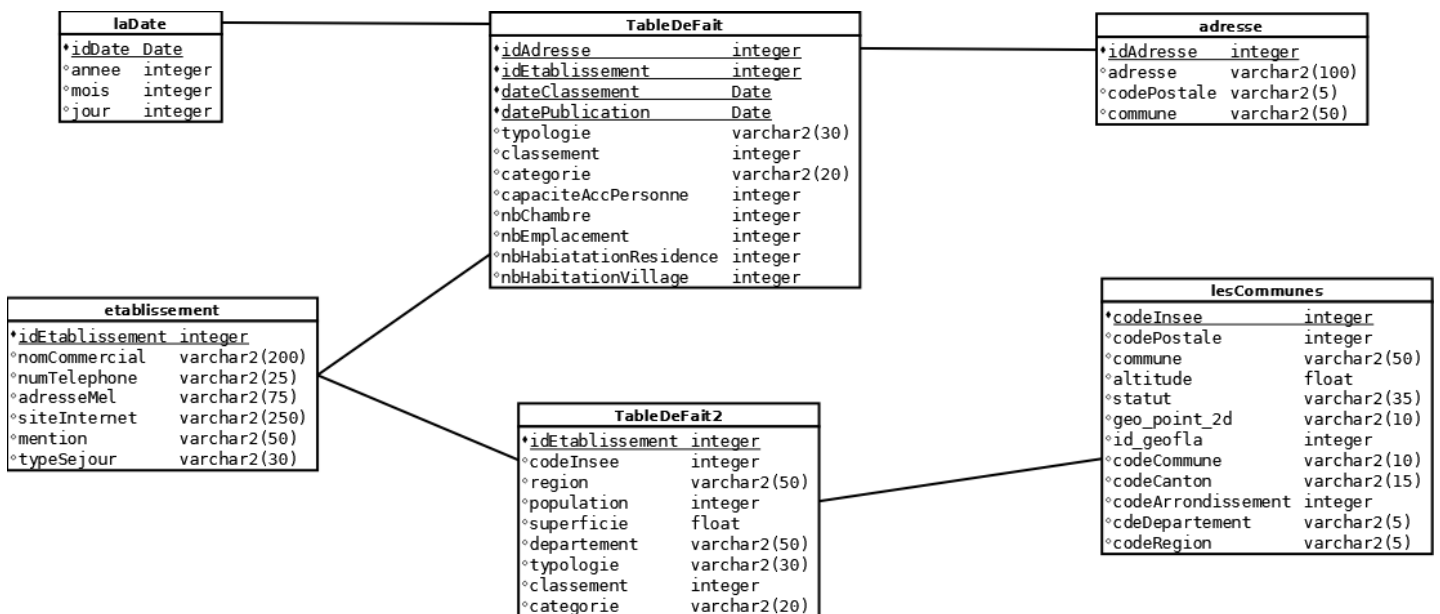 laDate
idDate Date
annee integer
mois integer
jour integer
TableDeFait
idAdresse integer
idEtablissement integer
dateClassement Date
datePublication Date
typologie varchar2(30)
classement integer
categorie varchar2(20)
capaciteAccPersonne integer
nbChambre integer
nbEmplacement integer
nbHabiatationResidence integer
nbHabitationVillage integer
adresse
idAdresse integer
adresse varchar2(100)
codePostale varchar2(5)
commune varchar2(50)
etablissement
idEtablissement integer
nomCommercial varchar2(200)
numTelephone varchar2(25)
adresseMel varchar2(75)
siteInternet varchar2(250)
mention varchar2(50)
typeSejour varchar2(30)
TableDeFait2
idEtablissement integer
codeInsee integer
region varchar2(50)
population integer
superficie float
departement varchar2(50)
typologie varchar2(30)
classement integer
categorie varchar2(20)
lesCommunes
codeInsee integer
codePostale integer
commune varchar2(50)
altitude float
statut varchar2(35)
geo_point_2d varchar2(10)
id_geofla integer
codeCommune varchar2(10)
codeCanton varchar2(15)
codeArrondissement integer
cdeDepartement varchar2(5)
codeRegion varchar2(5)